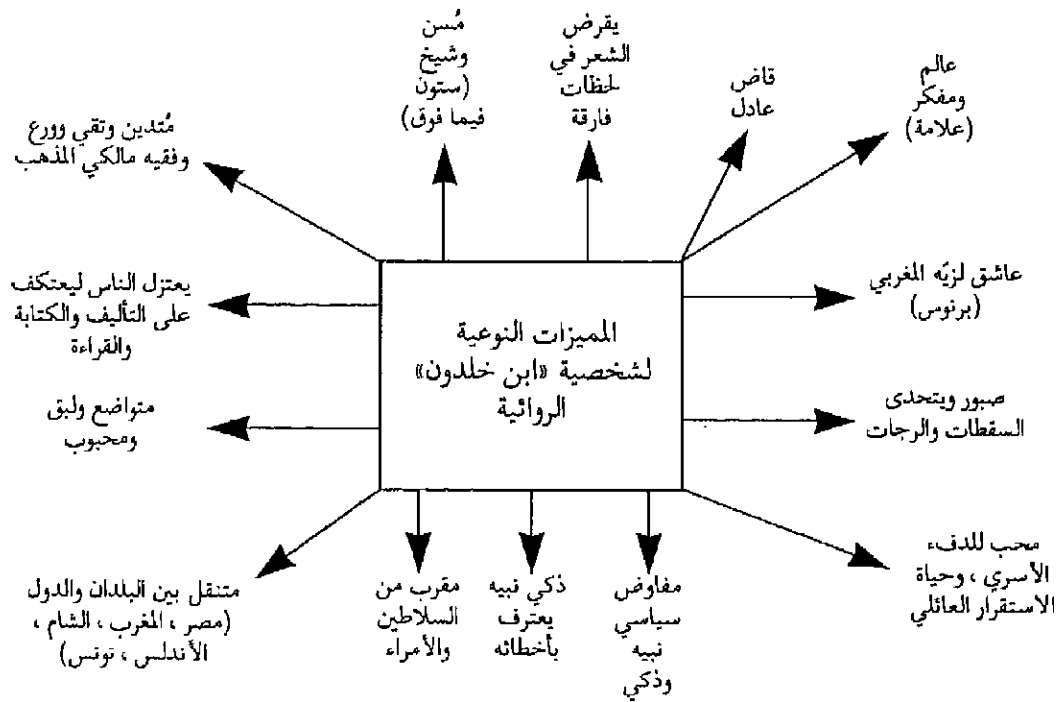 عالم
ومفكر
(علامة)
قاض
عادل
يقرض
الشعر في
لحظات
فارقة
مُسن
وشيخ
(ستون
فيما فوق)
مُتدين وتقي وورع
وفقيه مالكي المذهب
عاشق لزيّه المغربي
(برنوس)
المميزات النوعية
لشخصية «ابن خلدون»
الروائية
يعتزل الناس ليعتكف
على التأليف والكتابة
والقراءة
صبور ويتحدى
السقطات والرجات
متواضع ولبق
ومحبوب
محب للدفء
الأسري ، وحياة
الاستقرار العائلي
مفاوض
سياسي
نبيه
وذكي
ذكي نبيه
يعترف
بأخطائه
مقرب من
السلاطين
والأمراء
متنقل بين البلدان والدول
(مصر ، المغرب ، الشام ،
الأندلس ، تونس)